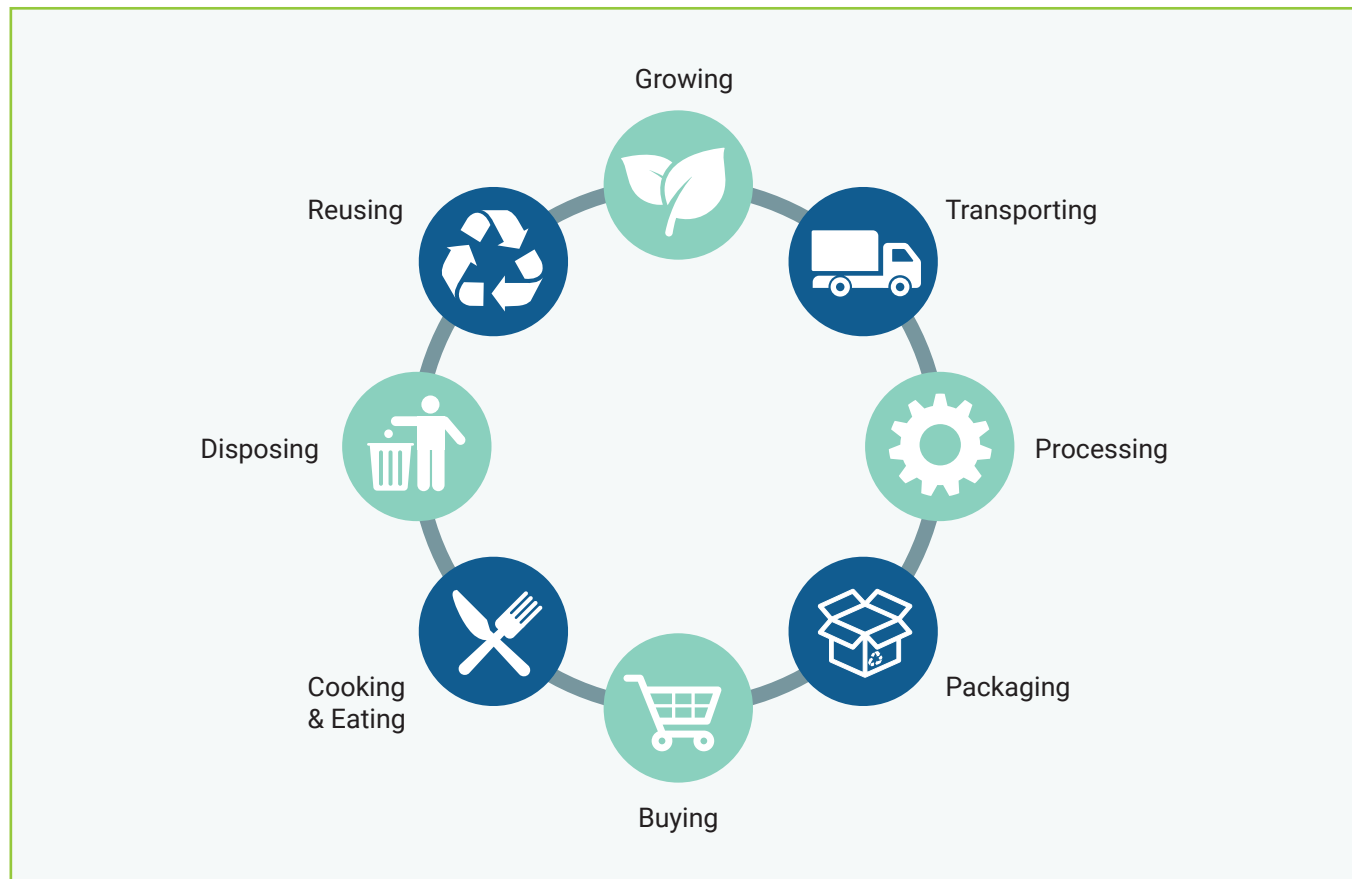 Growing
Transporting
Processing
Packaging
Buying
Cooking
& Eating
Disposing
Reusing